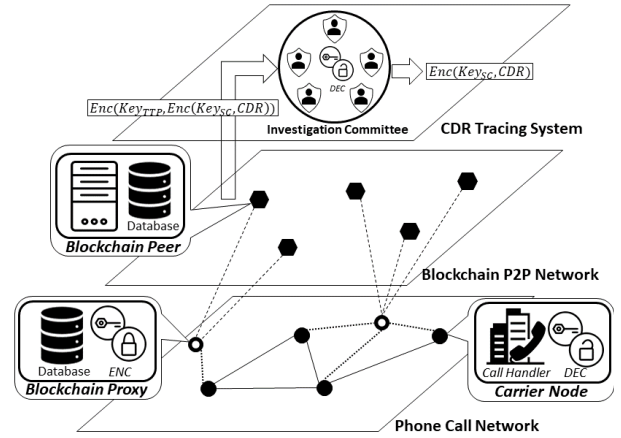 DEC
Enc(Key_SC,CDR)
Enc(Key_TTP,Enc(Key_SC,CDR))
Investigation Committee
CDR Tracing System
Database
Blockchain Peer
Blockchain P2P Network
Database
ENC
Blockchain Proxy
Call Handler
DEC
Carrier Node
Phone Call Network